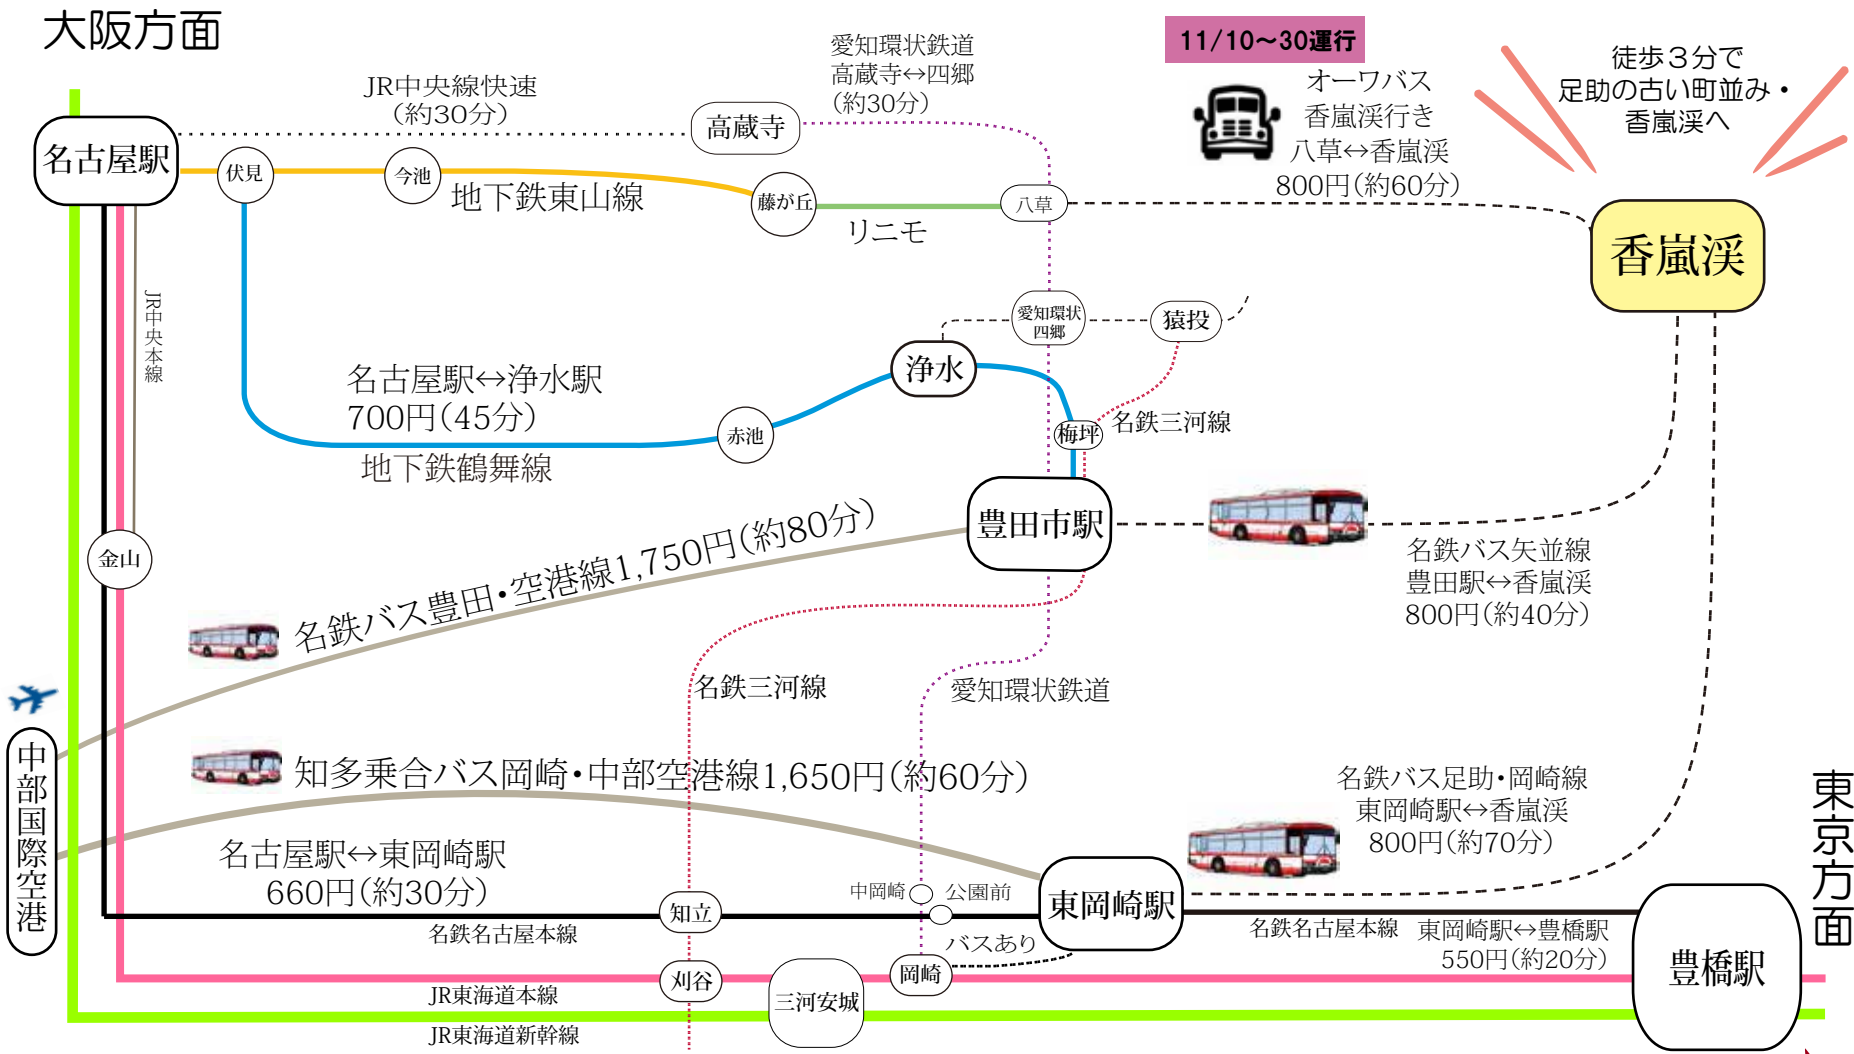 大阪方面
11/10～30運行
愛知環状鉄道
高蔵寺↔四郷
(約30分)
JR中央線快速
(約30分)
オーワバス
香嵐渓行き
八草↔香嵐渓
800円(約60分)
徒歩３分で
足助の古い町並み・
香嵐渓へ
名古屋駅
高蔵寺
伏見
今池
地下鉄東山線
藤が丘
リニモ
八草
香嵐渓
JR中央本線
愛知環状
四郷
猿投
浄水
名古屋駅↔浄水駅
700円(45分)
地下鉄鶴舞線
赤池
梅坪
名鉄三河線
豊田市駅
金山
名鉄バス豊田・空港線1,750円(約80分)
名鉄バス矢並線
豊田駅↔香嵐渓
800円(約40分)
名鉄三河線
愛知環状鉄道
中部国際空港
知多乗合バス岡崎・中部空港線1,650円(約60分)
名鉄バス足助・岡崎線
東岡崎駅↔香嵐渓
800円(約70分)
東京方面
名古屋駅↔東岡崎駅
660円(約30分)
中岡崎
公園前
知立
東岡崎駅
名鉄名古屋本線
名鉄名古屋本線
東岡崎駅↔豊橋駅
550円(約20分)
バスあり
刈谷
岡崎
豊橋駅
JR東海道本線
三河安城
JR東海道新幹線